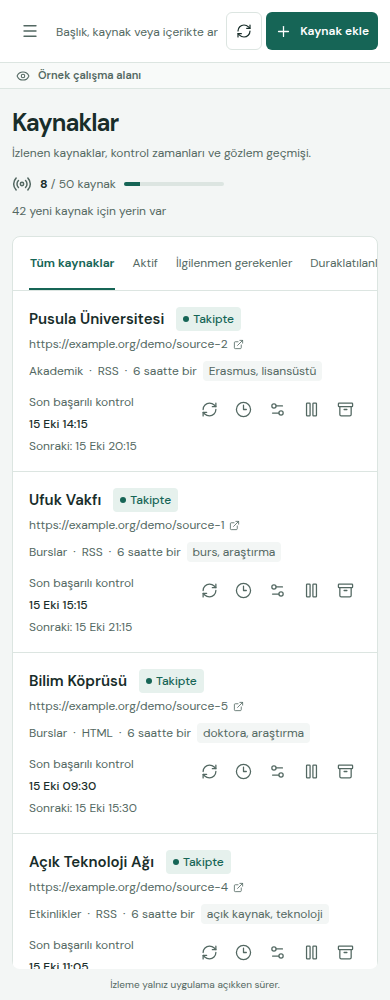 Başlık, kaynak veya içerikte ar
Kaynak ekle
Örnek çalışma alanı
Kaynaklar
İzlenen kaynaklar, kontrol zamanları ve gözlem geçmişi.
8 / 50 kaynak
42 yeni kaynak için yerin var
Tüm kaynaklar Aktif İlgilenmen gerekenler Duraklatılanl
Pusula Üniversitesi Takipte
https://example.org/demo/source-2
Akademik · RSS · 6 saatte bir Erasmus, lisansüstü
Son başarılı kontrol
15 Eki 14:15
Sonraki: 15 Eki 20:15
Ufuk Vakfı Takipte
https://example.org/demo/source-1
Burslar · RSS · 6 saatte bir burs, araştırma
Son başarılı kontrol
15 Eki 15:15
Sonraki: 15 Eki 21:15
Bilim Köprüsü Takipte
https://example.org/demo/source-5
Burslar · HTML · 6 saatte bir doktora, araştırma
Son başarılı kontrol
15 Eki 09:30
Sonraki: 15 Eki 15:30
Açık Teknoloji Ağı Takipte
https://example.org/demo/source-4
Etkinlikler · RSS · 6 saatte bir açık kaynak, teknoloji
Son başarılı kontrol
15 Eki 11:05
İzleme yalnız uygulama açıkken sürer.